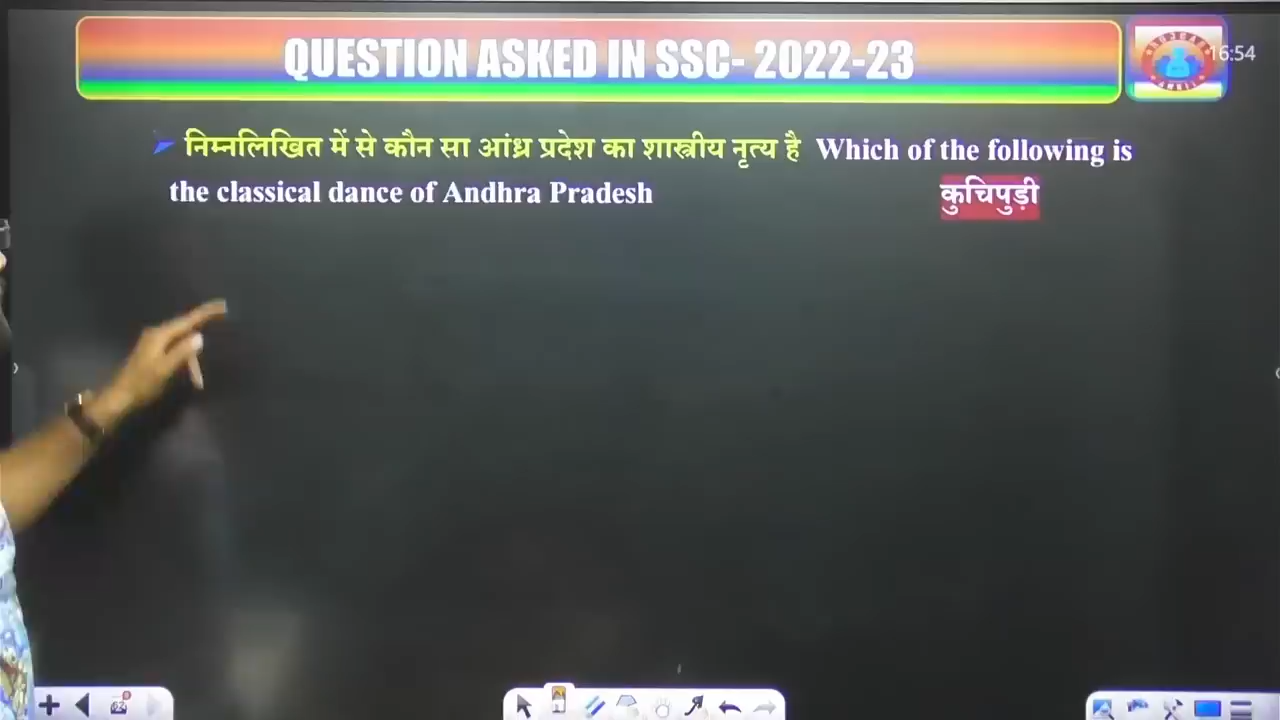 QUESTION ASKED IN SSC- 2022-23
16:54
निम्नलिखित में से कौन सा आंध्र प्रदेश का शास्त्रीय नृत्य है Which of the following is
the classical dance of Andhra Pradesh कुचिपुड़ी